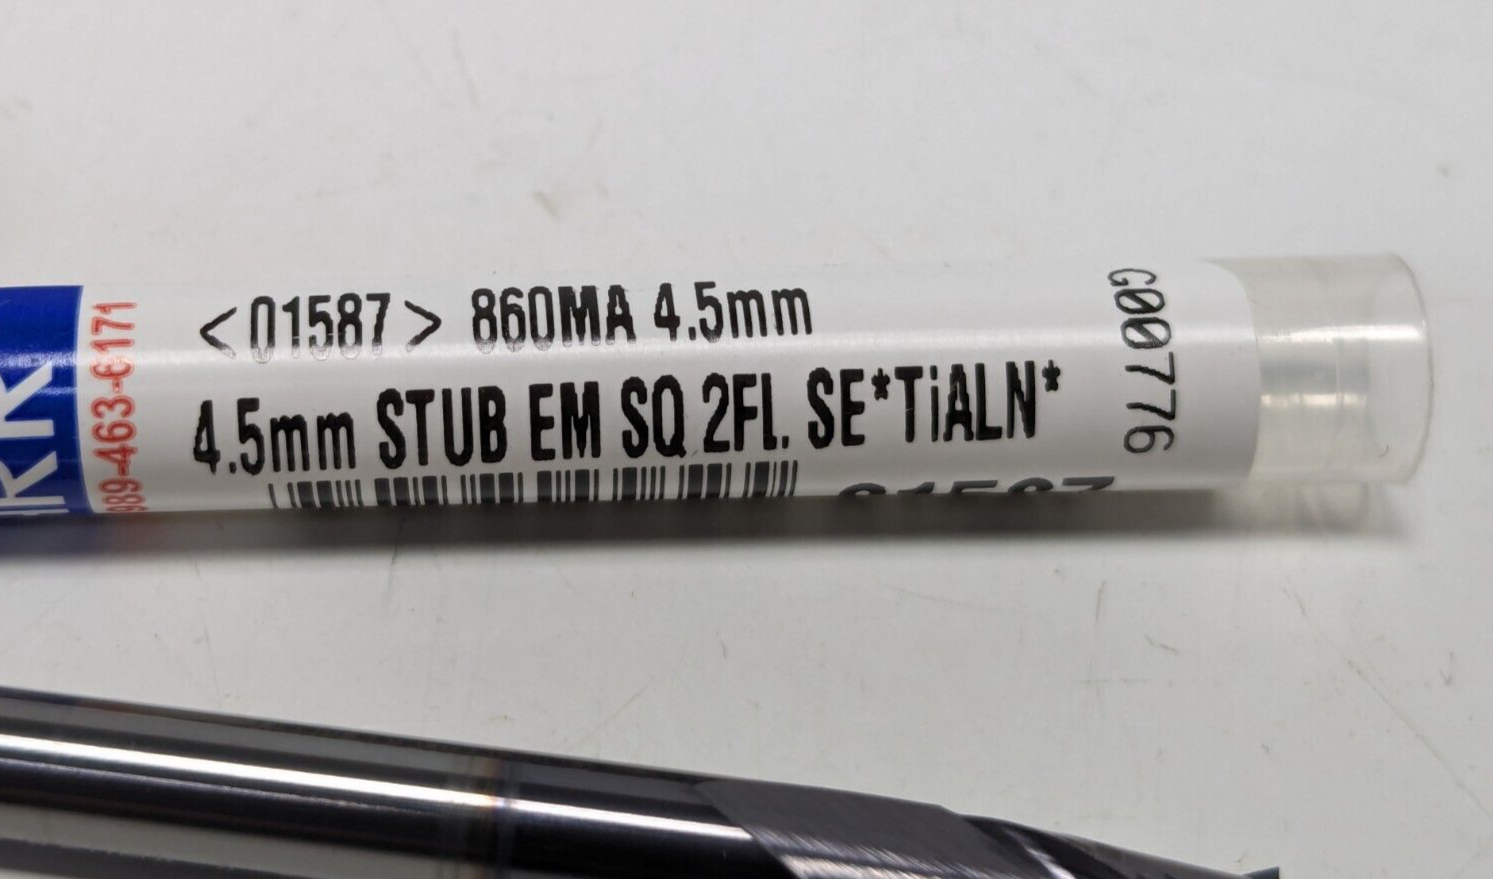 <01587> 860MA 4.5mm
4.5mm STUB EM SQ 2Fl. SE*TiALN*
G00776
989-463-6171